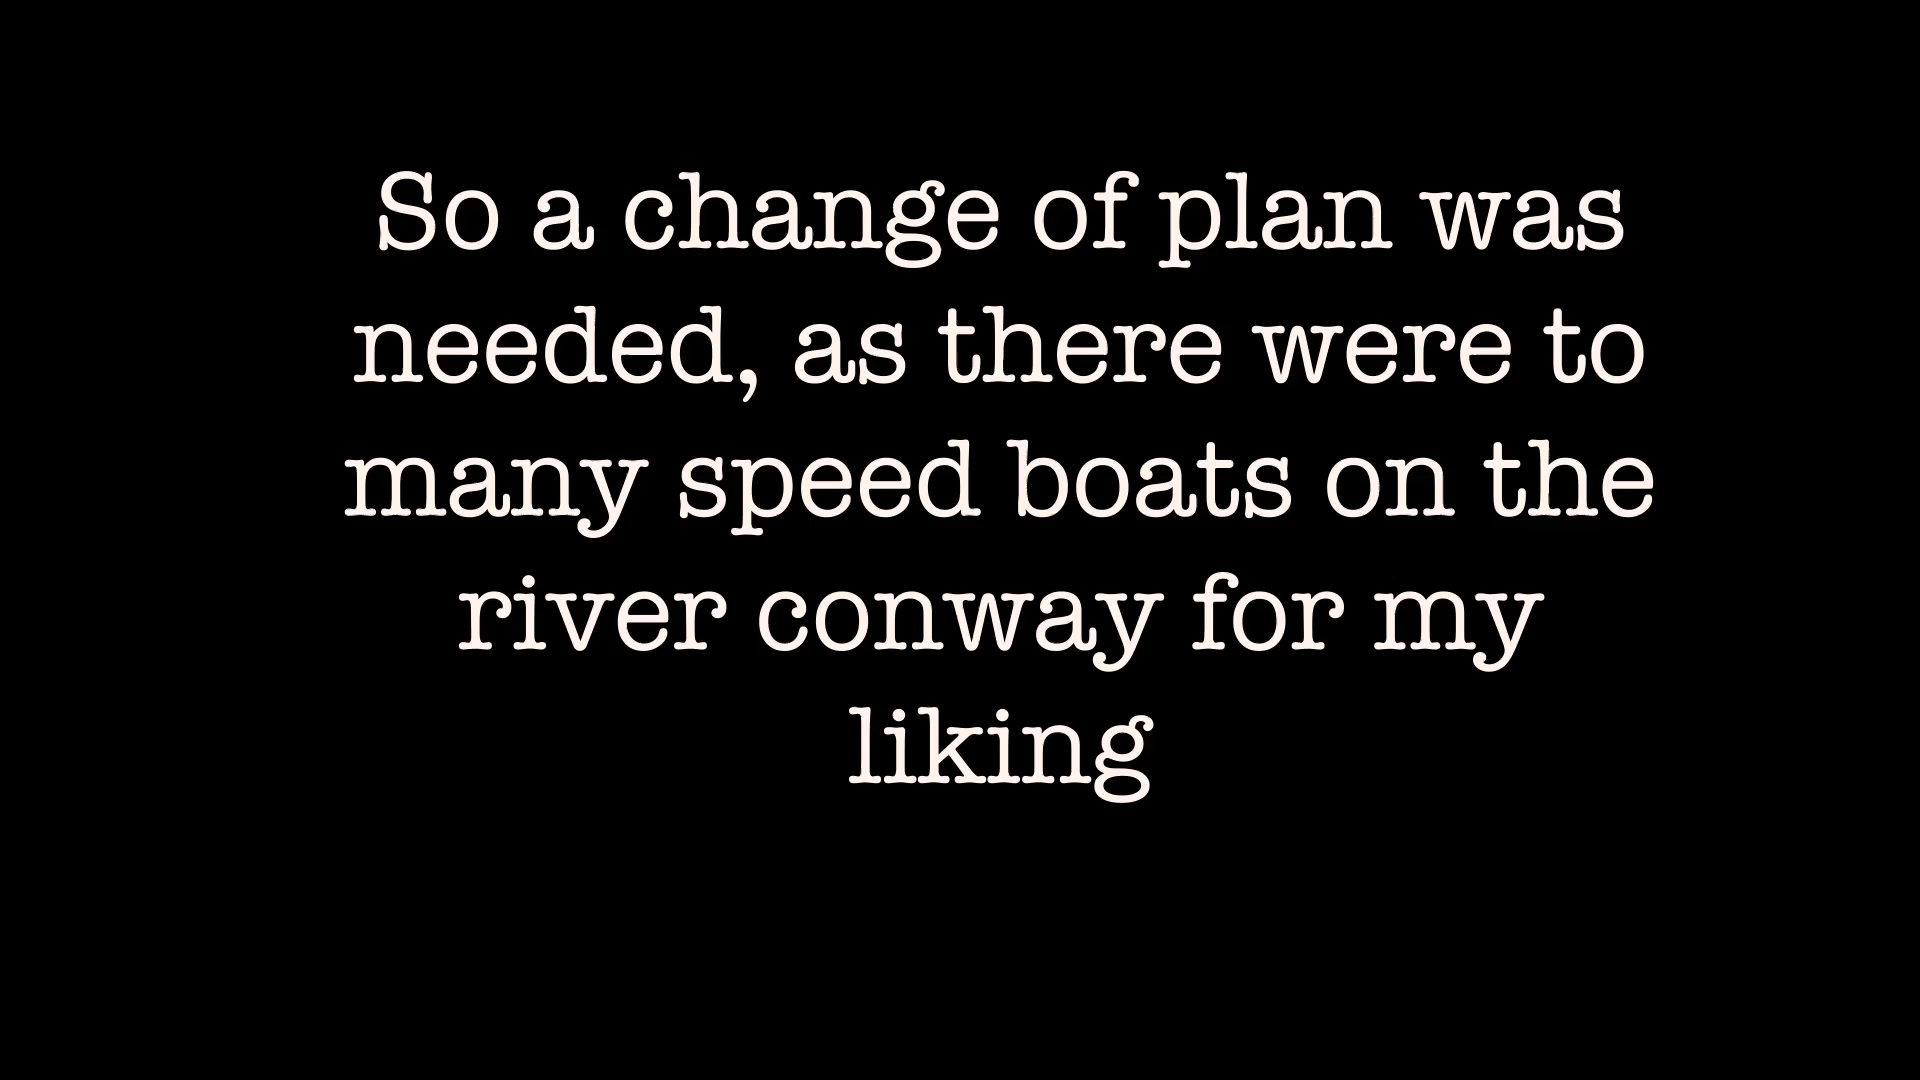 So a change of plan was
needed, as there were to
many speed boats on the
river conway for my
liking